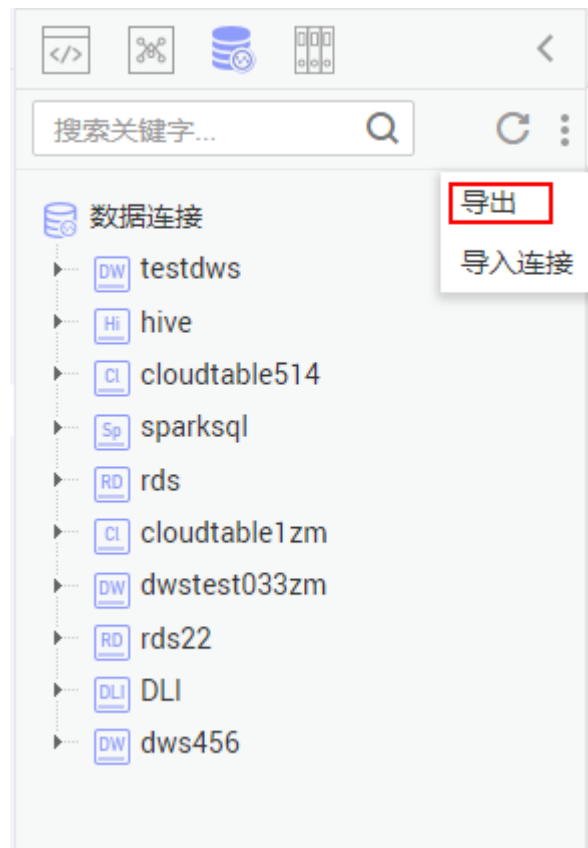 </>
搜索关键字...
导出
导入连接
数据连接
DW testdws
Hi hive
CL cloudtable514
Sp sparksql
RD rds
CL cloudtable1zm
DW dwstest033zm
RD rds22
DLI DLI
DW dws456